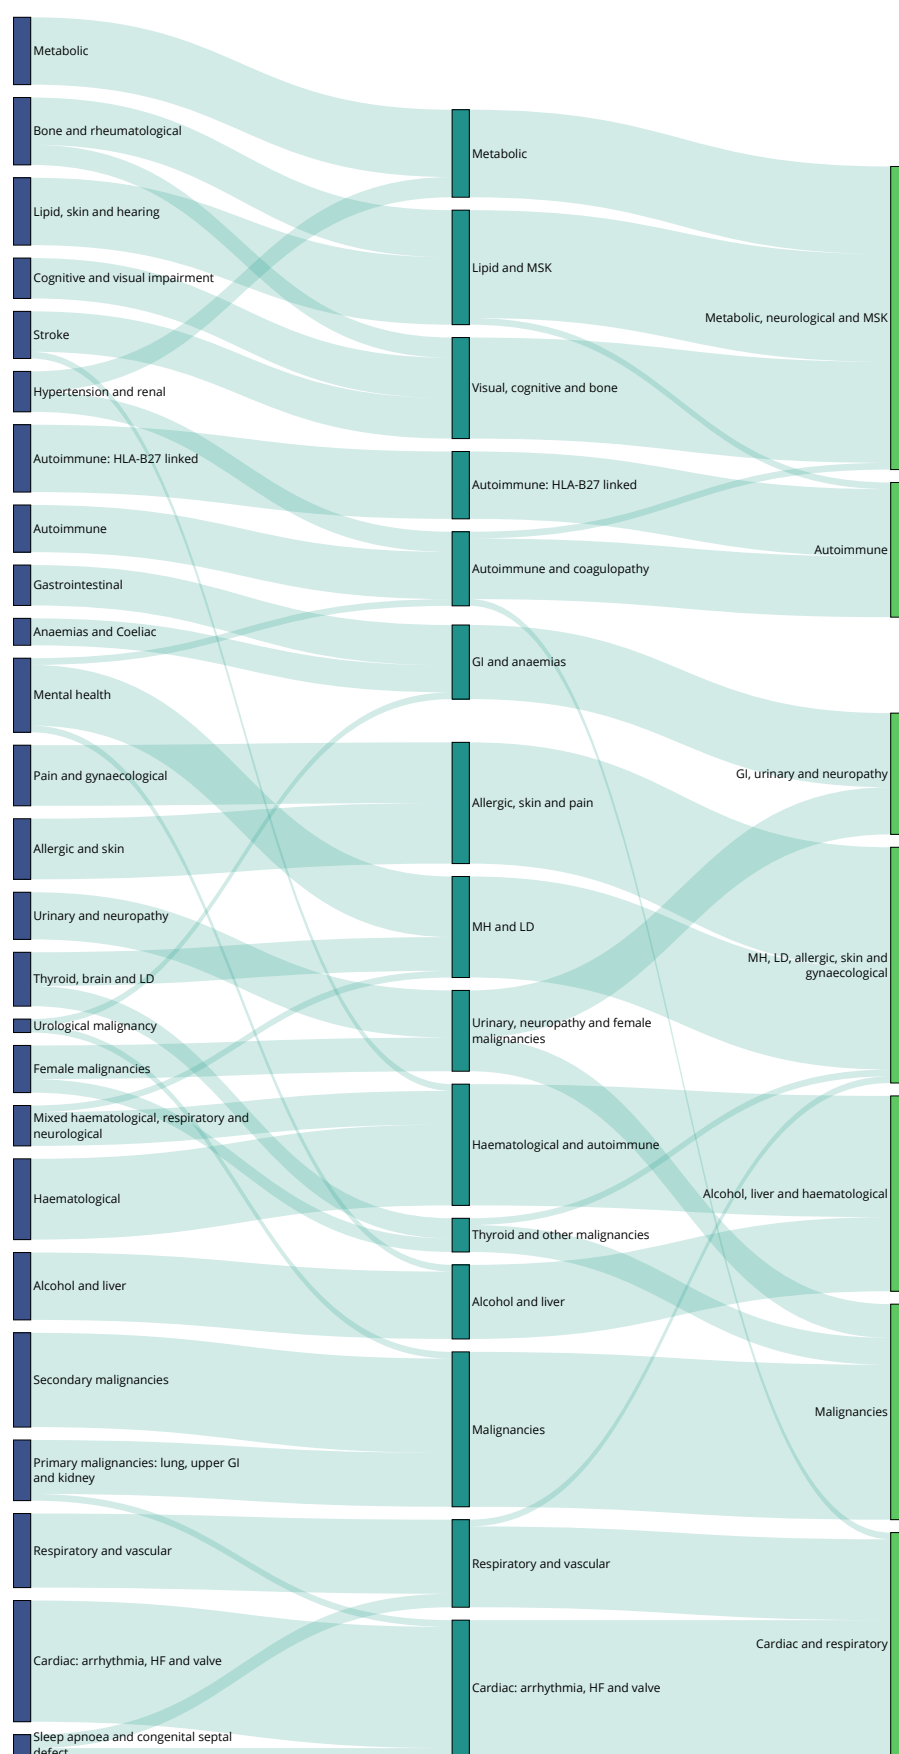 Metabolic
Bone and rheumatological
Lipid, skin and hearing
Cognitive and visual impairment
Stroke
Hypertension and renal
Autoimmune: HLA-B27 linked
Autoimmune
Gastrointestinal
Anaemias and Coeliac
Mental health
Pain and gynaecological
Allergic and skin
Urinary and neuropathy
Thyroid, brain and LD
Urological malignancy
Female malignancies
Mixed haematological, respiratory and
neurological
Haematological
Alcohol and liver
Secondary malignancies
Primary malignancies: lung, upper GI
and kidney
Respiratory and vascular
Cardiac: arrhythmia, HF and valve
Sleep apnoea and congenital septal
defect
Metabolic
Lipid and MSK
Visual, cognitive and bone
Autoimmune: HLA-B27 linked
Autoimmune and coagulopathy
GI and anaemias
Allergic, skin and pain
MH and LD
Urinary, neuropathy and female
malignancies
Haematological and autoimmune
Thyroid and other malignancies
Alcohol and liver
Malignancies
Respiratory and vascular
Cardiac: arrhythmia, HF and valve
Metabolic, neurological and MSK
Autoimmune
GI, urinary and neuropathy
MH, LD, allergic, skin and
gynaecological
Alcohol, liver and haematological
Malignancies
Cardiac and respiratory